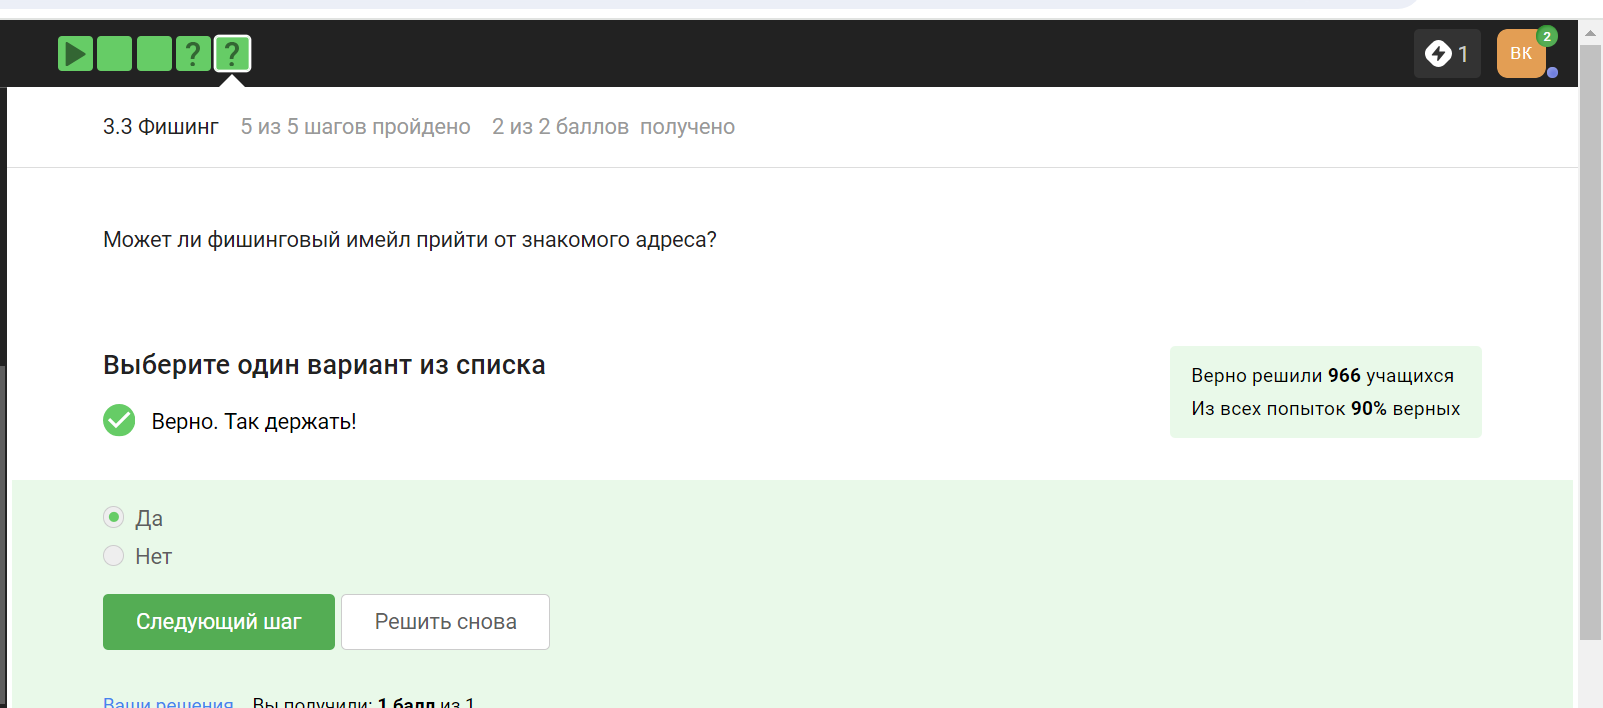 ? ?
1
ВК
2
3.3 Фишинг 5 из 5 шагов пройдено 2 из 2 баллов получено
Может ли фишинговый имейл прийти от знакомого адреса?
Выберите один вариант из списка
Верно. Так держать!
Верно решили 966 учащихся
Из всех попыток 90% верных
Да
Нет
Следующий шаг
Решить снова
Ваши решения Вы получили: 1 балл из 1